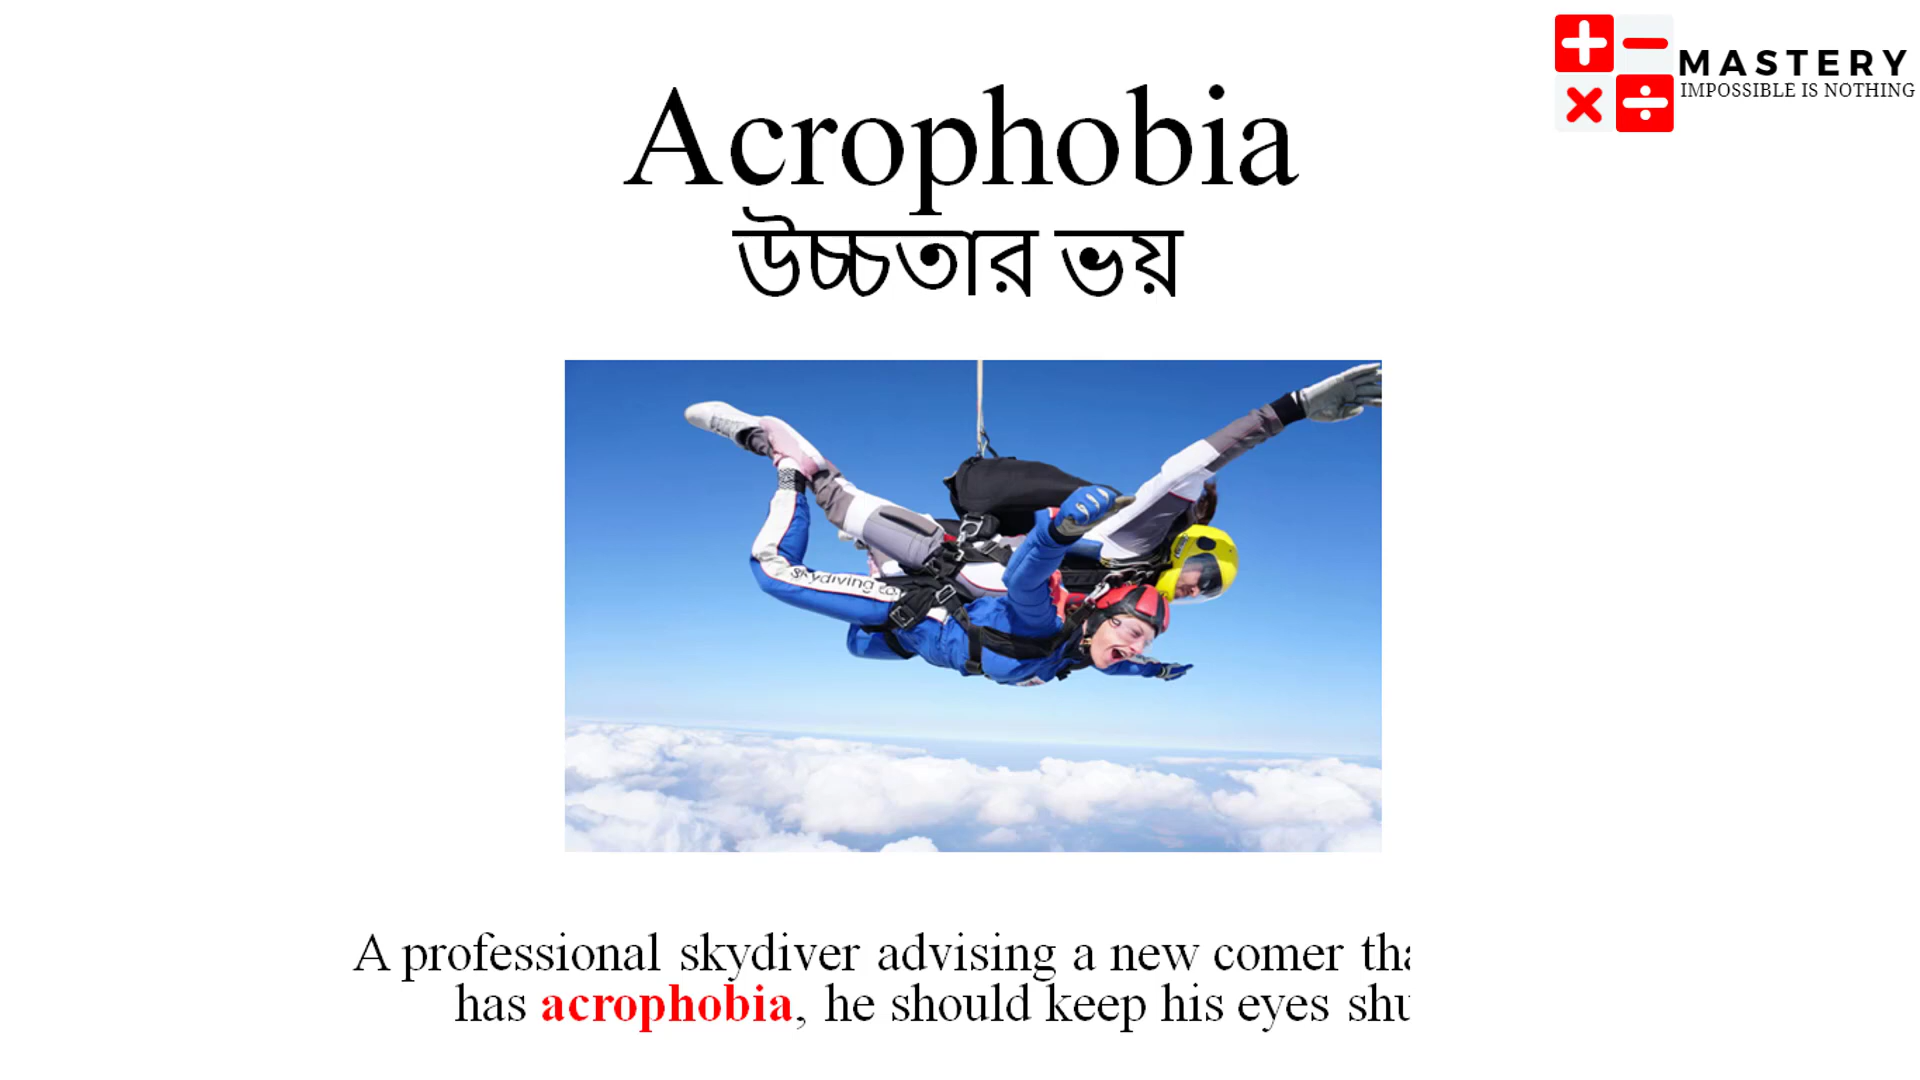 MASTERY
IMPOSSIBLE IS NOTHING
Acrophobia
উচ্চতার ভয়
skydiving
A professional skydiver advising a new comer
has acrophobia, he should keep his eyes